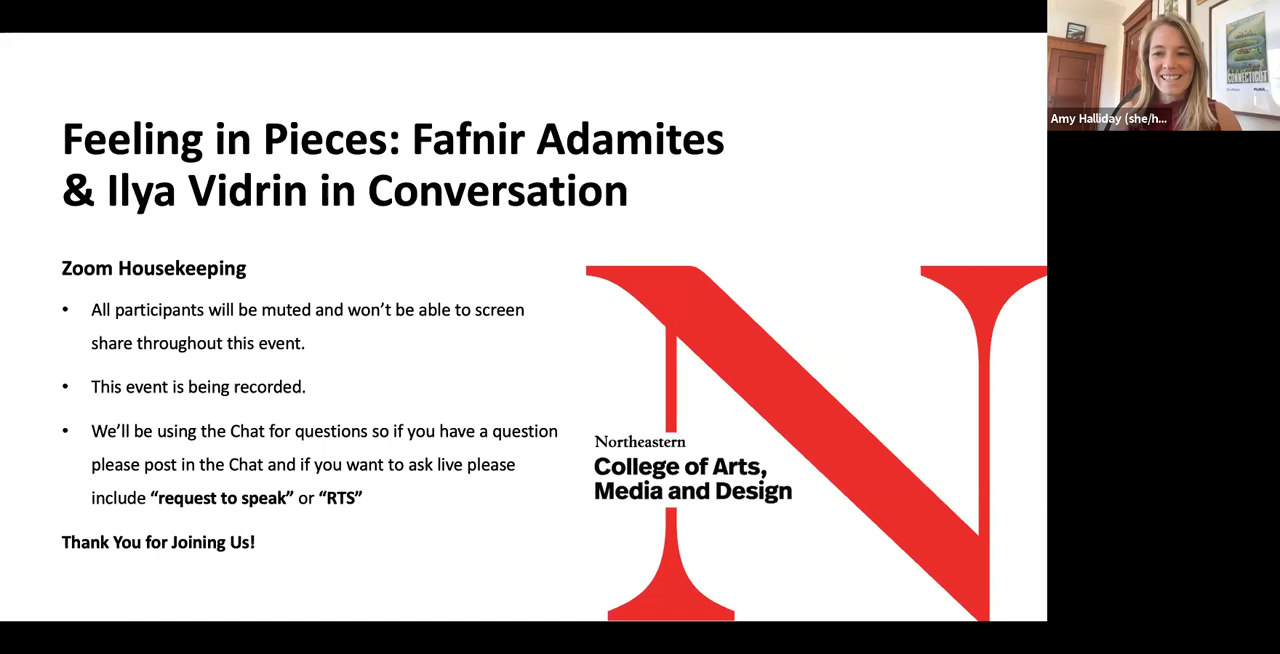 Feeling in Pieces: Fafnir Adamites
& Ilya Vidrin in Conversation
Zoom Housekeeping
• All participants will be muted and won’t be able to screen
share throughout this event.
• This event is being recorded.
• We’ll be using the Chat for questions so if you have a question
please post in the Chat and if you want to ask live please
include “request to speak” or “RTS”
Thank You for Joining Us!
Northeastern
College of Arts,
Media and Design
CONNECTICUT
Amy Halliday (she/h...